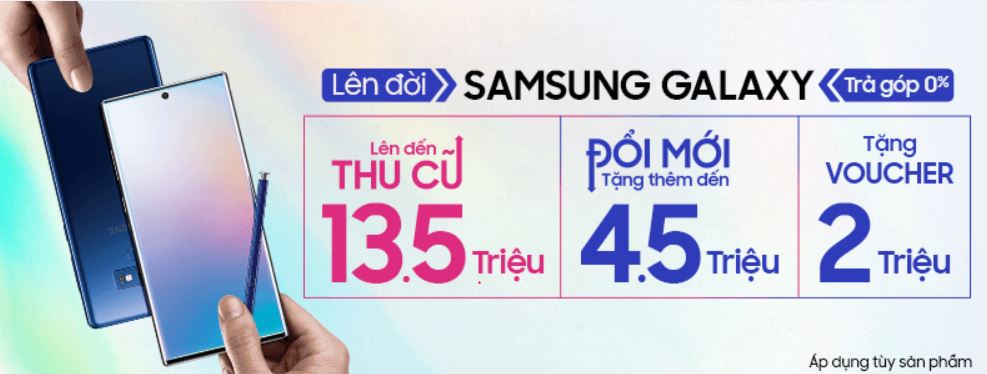 Lên đời SAMSUNG GALAXY Trả góp 0%
Lên đến
THU CŨ
13.5 Triệu
ĐỔI MỚI
Tặng thêm đến
4.5 Triệu
Tặng
VOUCHER
2 Triệu
Áp dụng tùy sản phẩm